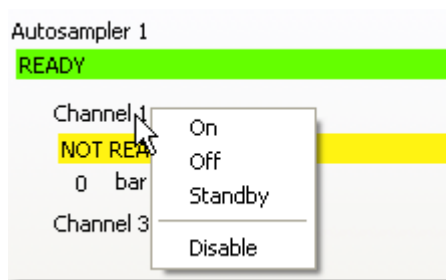 Autosampler 1
READY
Channel 1
NOT REA
0 bar
Channel 3
On
Off
Standby
Disable